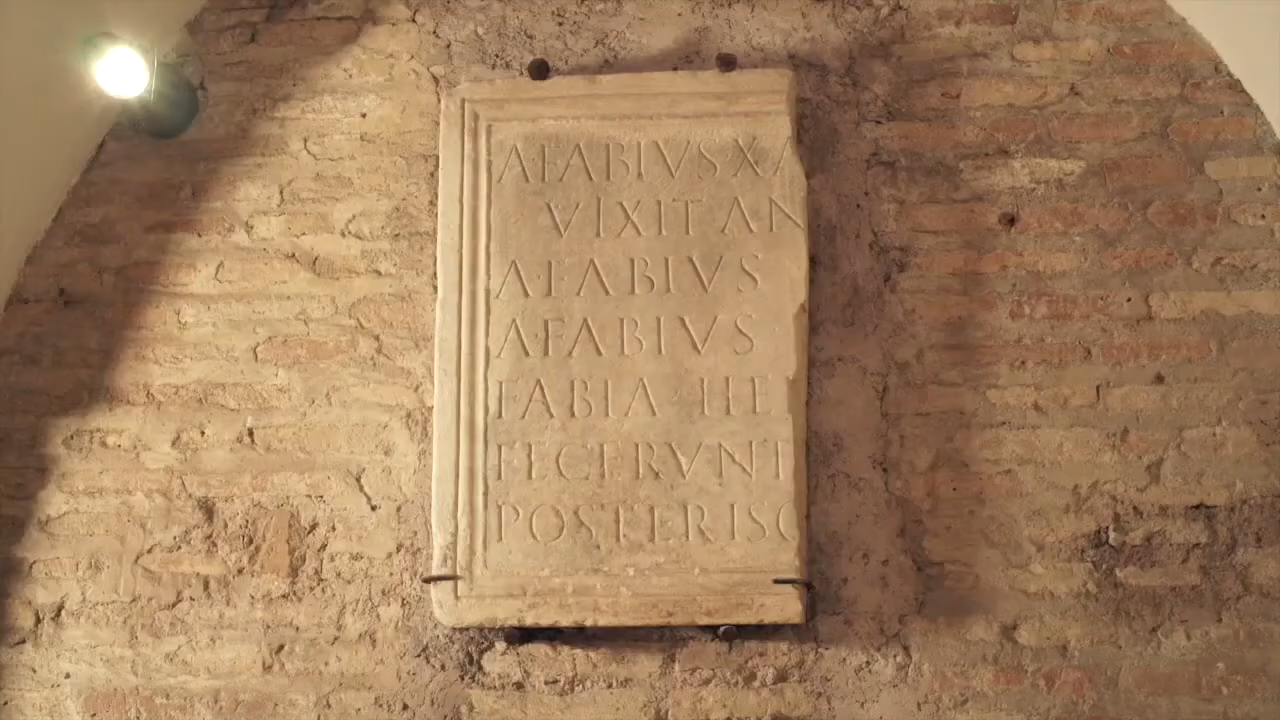 A·FABIVS·XA
VIXIT AN
A·FABIVS
A·FABIVS
FABIA · HE
FECERVNT
POSTERISQ